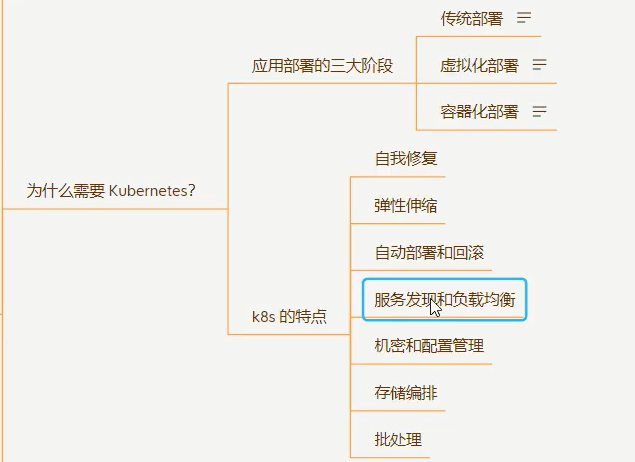 传统部署
应用部署的三大阶段
虚拟化部署
容器化部署
为什么需要 Kubernetes?
自我修复
弹性伸缩
自动部署和回滚
k8s 的特点
服务发现和负载均衡
机密和配置管理
存储编排
批处理